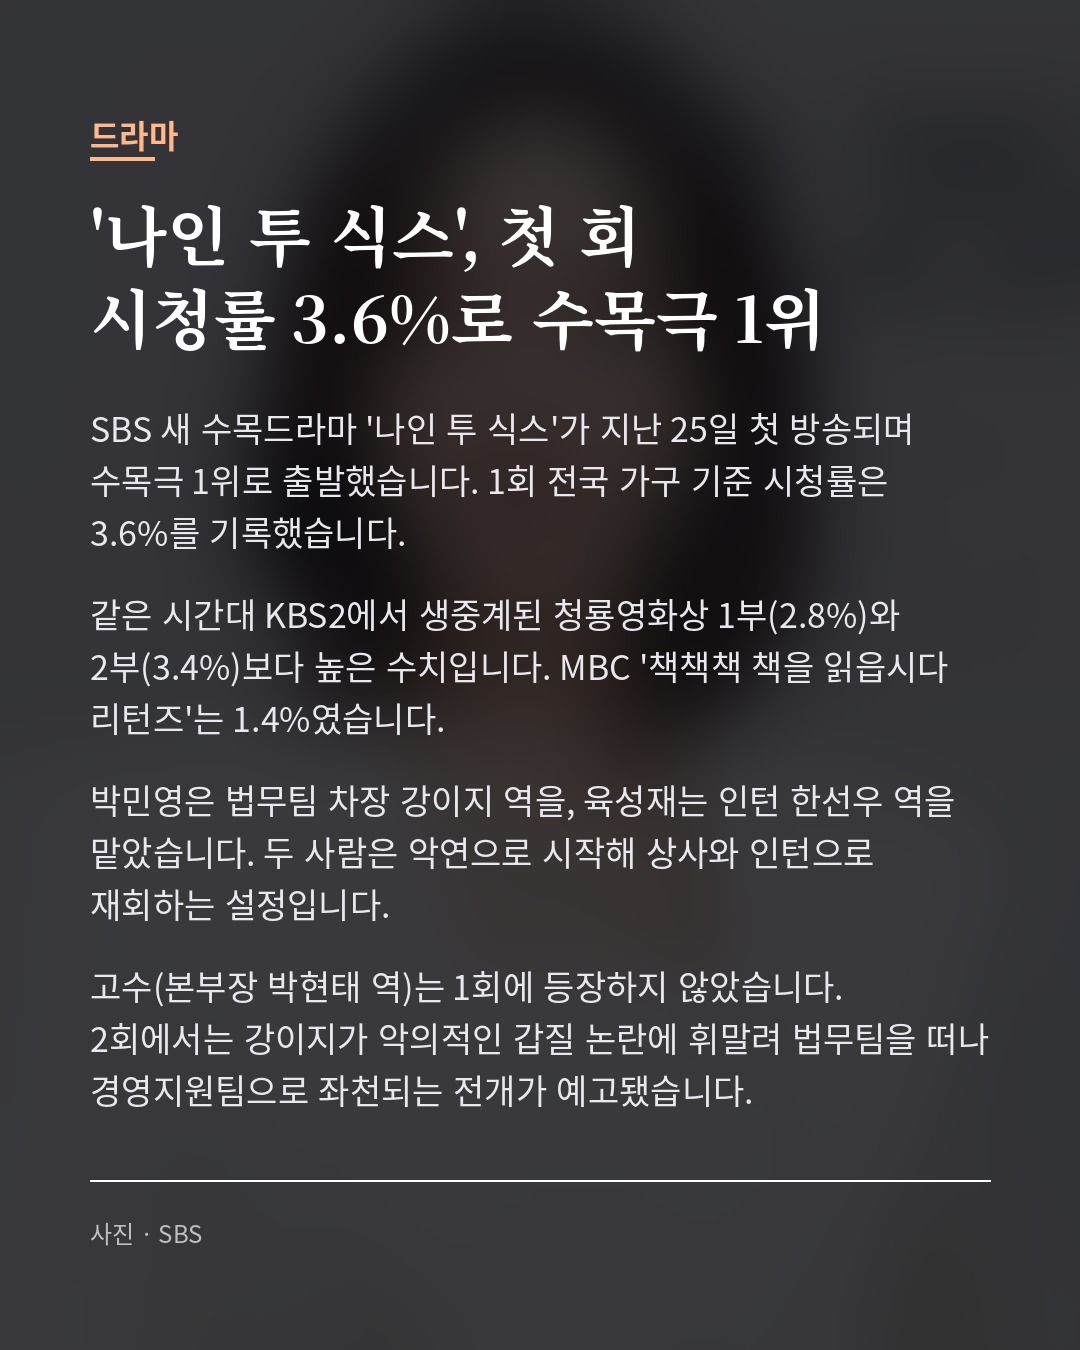 드라마
'나인 투 식스', 첫 회
시청률 3.6%로 수목극 1위
SBS 새 수목드라마 '나인 투 식스'가 지난 25일 첫 방송되며
수목극 1위로 출발했습니다. 1회 전국 가구 기준 시청률은
3.6%를 기록했습니다.
같은 시간대 KBS2에서 생중계된 청룡영화상 1부(2.8%)와
2부(3.4%)보다 높은 수치입니다. MBC '책책책 책을 읽읍시다
리턴즈'는 1.4%였습니다.
박민영은 법무팀 차장 강이지 역을, 육성재는 인턴 한선우 역을
맡았습니다. 두 사람은 악연으로 시작해 상사와 인턴으로
재회하는 설정입니다.
고수(본부장 박현태 역)는 1회에 등장하지 않았습니다.
2회에서는 강이지가 악의적인 갑질 논란에 휘말려 법무팀을 떠나
경영지원팀으로 좌천되는 전개가 예고됐습니다.
사진 · SBS